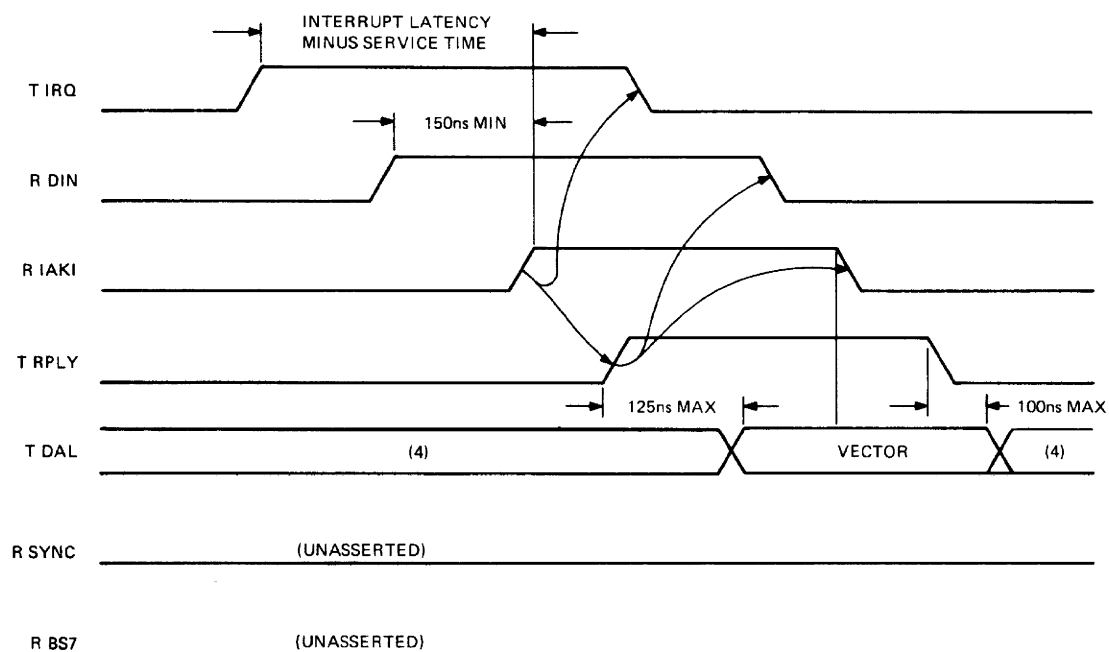 INTERRUPT LATENCY
MINUS SERVICE TIME
T IRQ
150ns MIN
R DIN
R IAKI
T RPLY
125ns MAX
100ns MAX
T DAL
(4)
VECTOR
(4)
R SYNC
(UNASSERTED)
R BS7
(UNASSERTED)